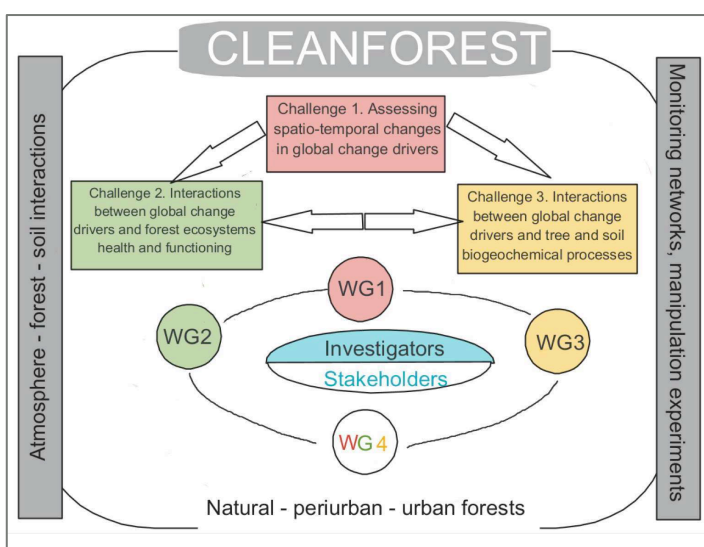 CLEANFOREST
Atmosphere - forest - soil interactions
Monitoring networks, manipulation experiments
Challenge 1. Assessing
spatio-temporal changes
in global change drivers
Challenge 2. Interactions
between global change
drivers and forest ecosystems
health and functioning
Challenge 3. Interactions
between global change
drivers and tree and soil
biogeochemical processes
WG1
WG2
WG3
Investigators
Stakeholders
WG4
Natural - periurban - urban forests